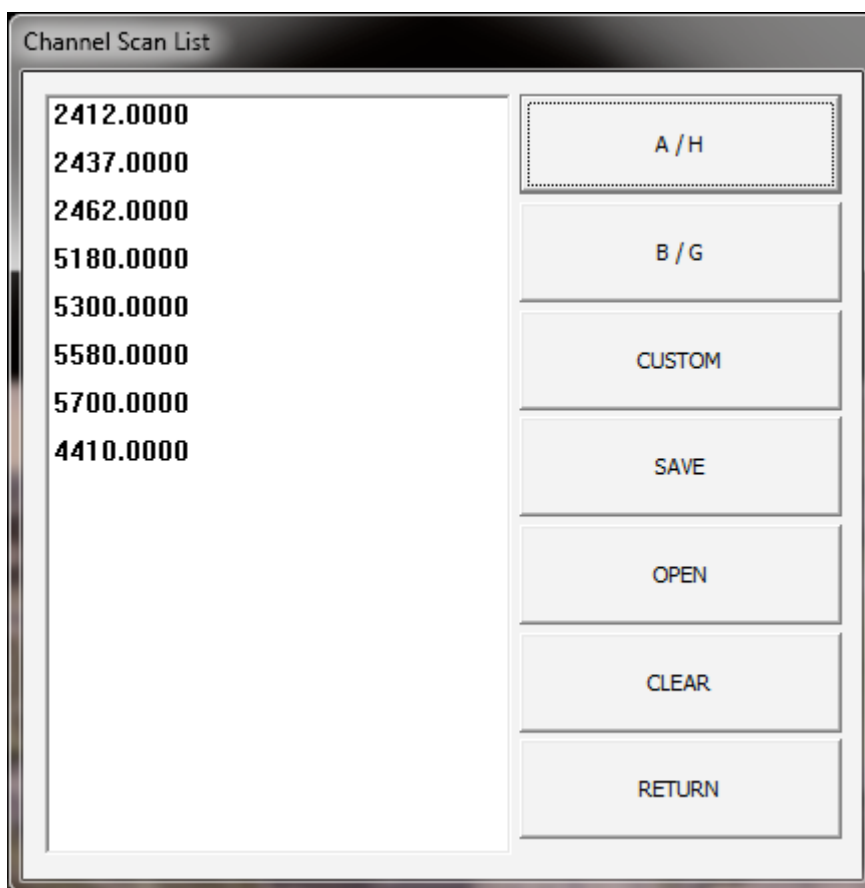 Channel Scan List
2412.0000
2437.0000
2462.0000
5180.0000
5300.0000
5580.0000
5700.0000
4410.0000
A / H
B / G
CUSTOM
SAVE
OPEN
CLEAR
RETURN